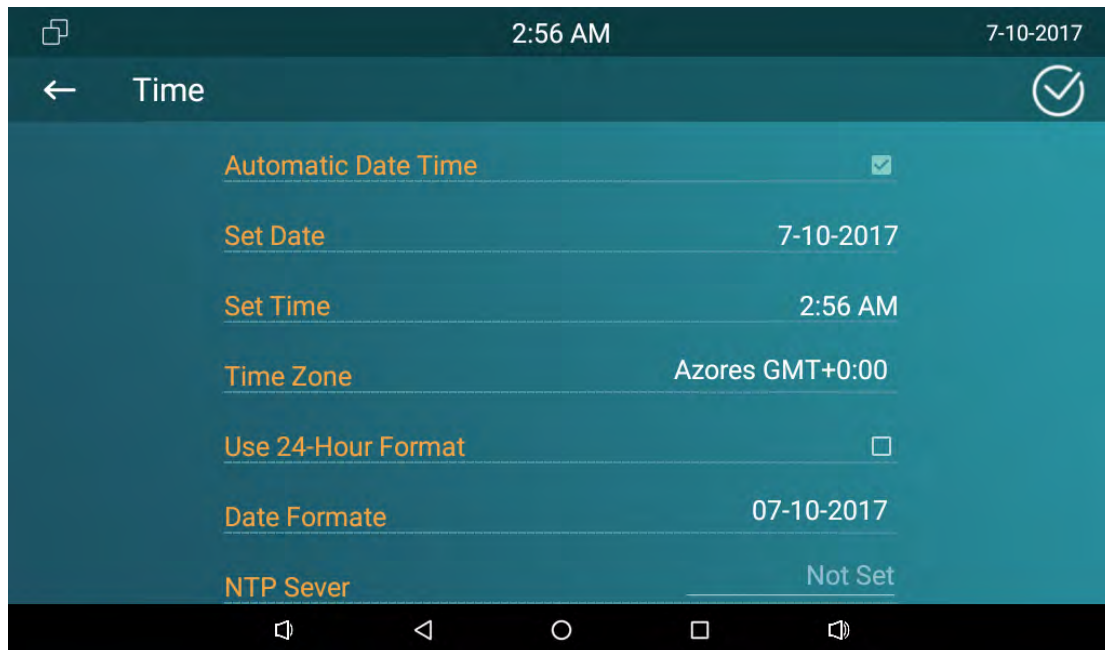 2:56 AM 7-10-2017
Time
Automatic Date Time
Set Date 7-10-2017
Set Time 2:56 AM
Time Zone Azores GMT+0:00
Use 24-Hour Format
Date Formate 07-10-2017
NTP Sever Not Set